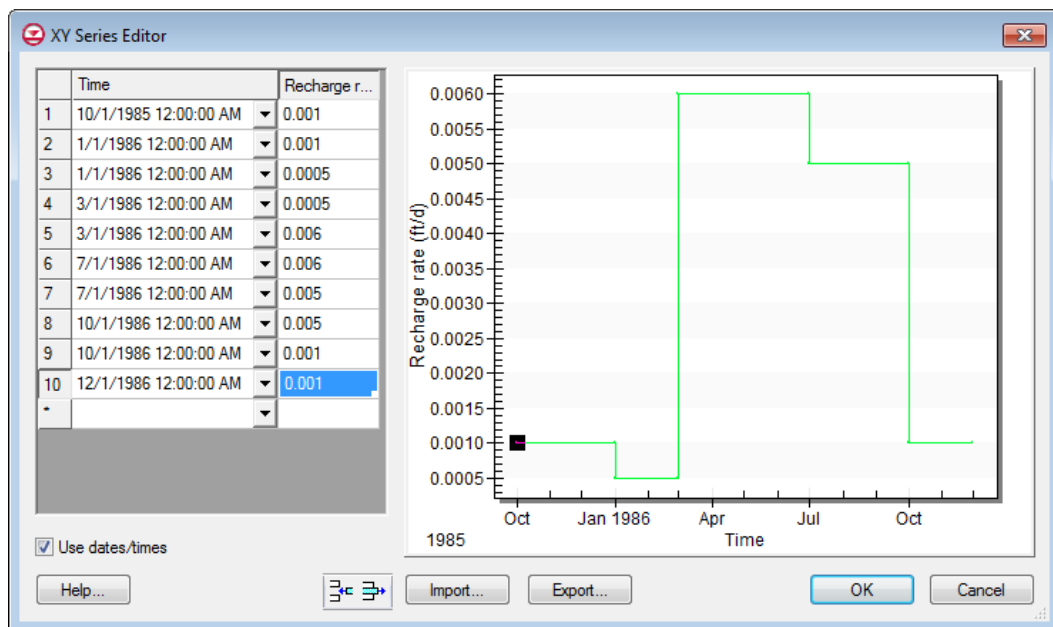 XY Series Editor
Time Recharge r...
1 10/1/1985 12:00:00 AM 0.001
2 1/1/1986 12:00:00 AM 0.001
3 1/1/1986 12:00:00 AM 0.0005
4 3/1/1986 12:00:00 AM 0.0005
5 3/1/1986 12:00:00 AM 0.006
6 7/1/1986 12:00:00 AM 0.006
7 7/1/1986 12:00:00 AM 0.005
8 10/1/1986 12:00:00 AM 0.005
9 10/1/1986 12:00:00 AM 0.001
10 12/1/1986 12:00:00 AM 0.001
*
Recharge rate (ft/d)
0.0060
0.0055
0.0050
0.0045
0.0040
0.0035
0.0030
0.0025
0.0020
0.0015
0.0010
0.0005
Oct Jan 1986 Apr Jul Oct
1985 Time
Use dates/times
Help... Import... Export... OK Cancel